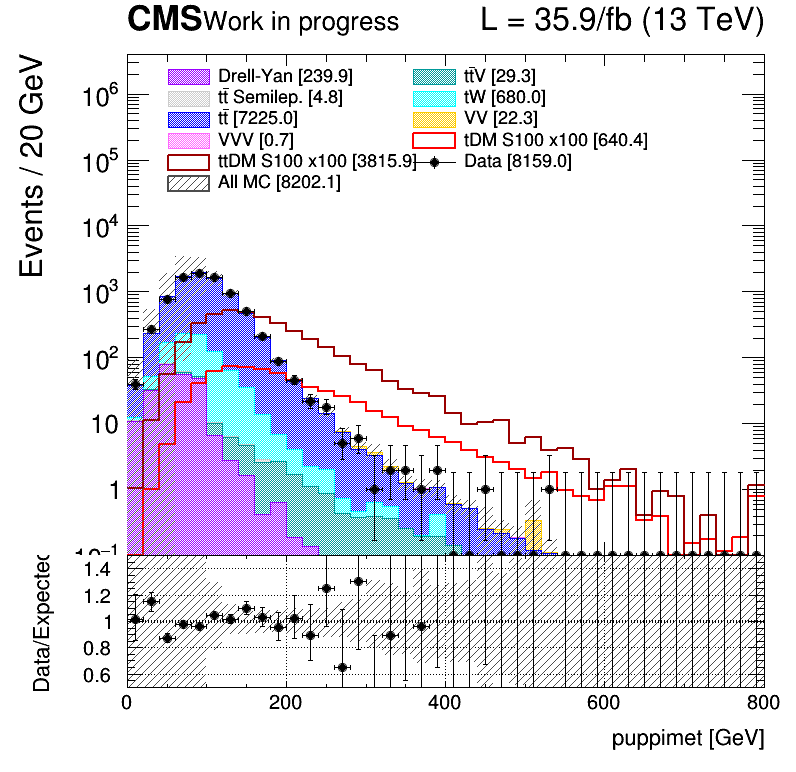 CMS Work in progress L = 35.9/fb (13 TeV)
Events / 20 GeV
Drell-Yan [239.9] tt̄V [29.3]
tt̄ Semilep. [4.8] tW [680.0]
tt̄ [7225.0] VV [22.3]
VVV [0.7] tDM S100 x100 [640.4]
ttDM S100 x100 [3815.9] Data [8159.0]
All MC [8202.1]
10⁶
10⁵
10⁴
10³
10²
10
1
10⁻¹
Data/Expected
1.4
1.2
1
0.8
0.6
0 200 400 600 800
puppimet [GeV]